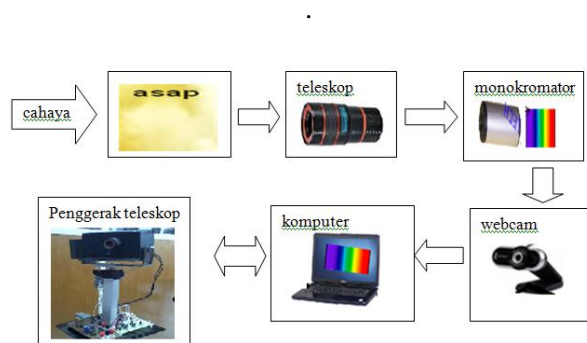 cahaya
asap
teleskop
monokromator
webcam
komputer
Penggerak teleskop